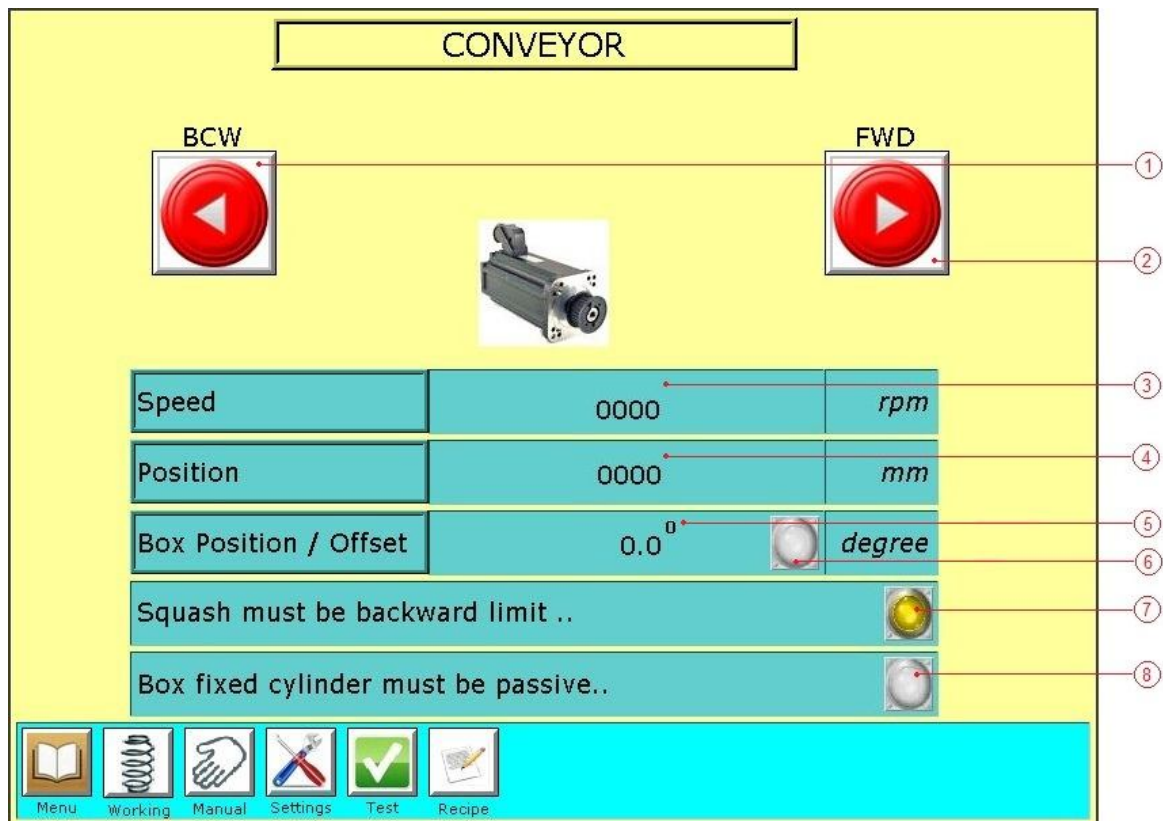 CONVEYOR
BCW
FWD
1
2
Speed 0000 rpm
3
Position 0000 mm
4
Box Position / Offset 0.0° degree
5
6
Squash must be backward limit ..
7
Box fixed cylinder must be passive..
8
Menu Working Manual Settings Test Recipe